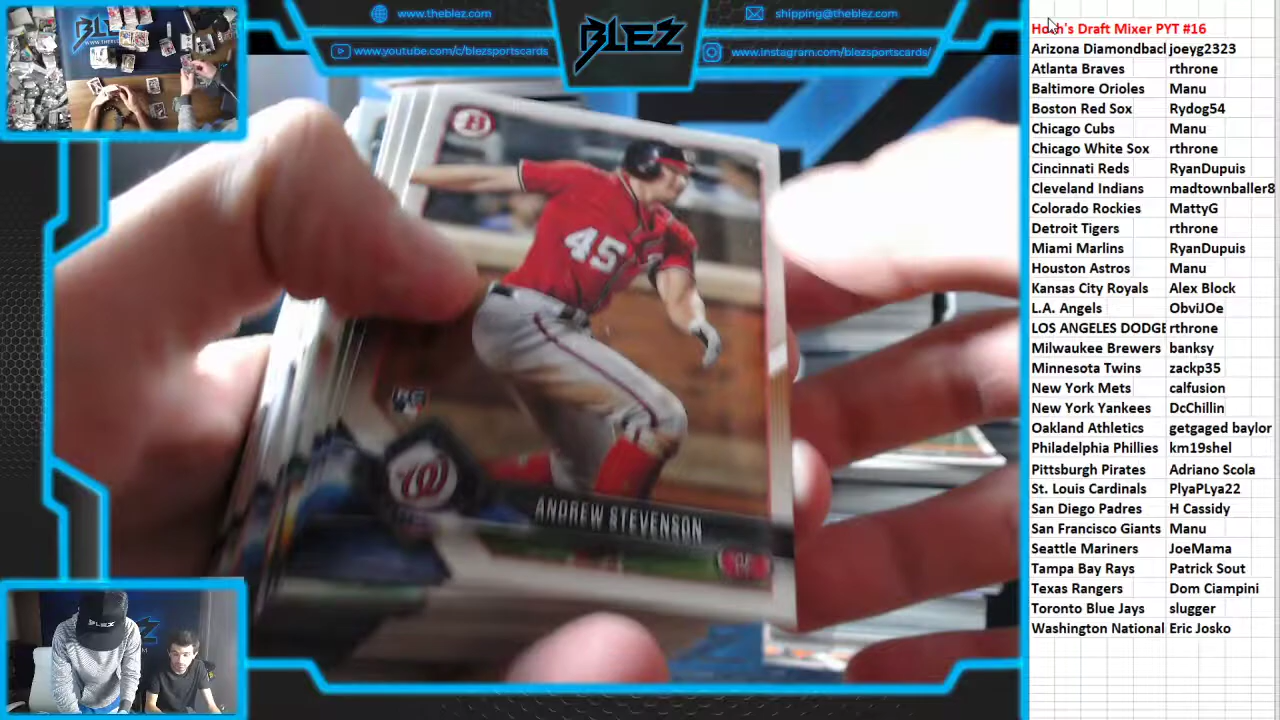 www.theblez.com
shipping@theblez.com
BLEZ
www.youtube.com/c/blezsportscards
www.instagram.com/blezsportscards/
B
45
W
ANDREW STEVENSON
OF
BLEZ
's Draft Mixer PYT #16
Arizona Diamondbacl joeyg2323
Atlanta Braves rthrone
Baltimore Orioles Manu
Boston Red Sox Rydog54
Chicago Cubs Manu
Chicago White Sox rthrone
Cincinnati Reds RyanDupuis
Cleveland Indians madtownballer8
Colorado Rockies MattyG
Detroit Tigers rthrone
Miami Marlins RyanDupuis
Houston Astros Manu
Kansas City Royals Alex Block
L.A. Angels ObviJOe
LOS ANGELES DODGE rthrone
Milwaukee Brewers banksy
Minnesota Twins zackp35
New York Mets calfusion
New York Yankees DcChillin
Oakland Athletics getgaged baylor
Philadelphia Phillies km19shel
Pittsburgh Pirates Adriano Scola
St. Louis Cardinals PlyaPLya22
San Diego Padres H Cassidy
San Francisco Giants Manu
Seattle Mariners JoeMama
Tampa Bay Rays Patrick Sout
Texas Rangers Dom Ciampini
Toronto Blue Jays slugger
Washington National Eric Josko